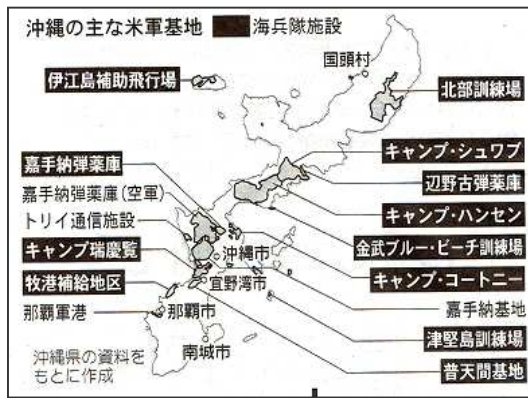 沖縄の主な米軍基地 海兵隊施設
国頭村
伊江島補助飛行場
北部訓練場
キャンプ・シュワブ
嘉手納弾薬庫
辺野古弾薬庫
嘉手納弾薬庫(空軍)
キャンプ・ハンセン
トリイ通信施設
金武ブルー・ビーチ訓練場
キャンプ瑞慶覧
沖縄市
キャンプ・コートニー
牧港補給地区
宜野湾市
嘉手納基地
那覇軍港
那覇市
津堅島訓練場
南城市
普天間基地
沖縄県の資料を
もとに作成